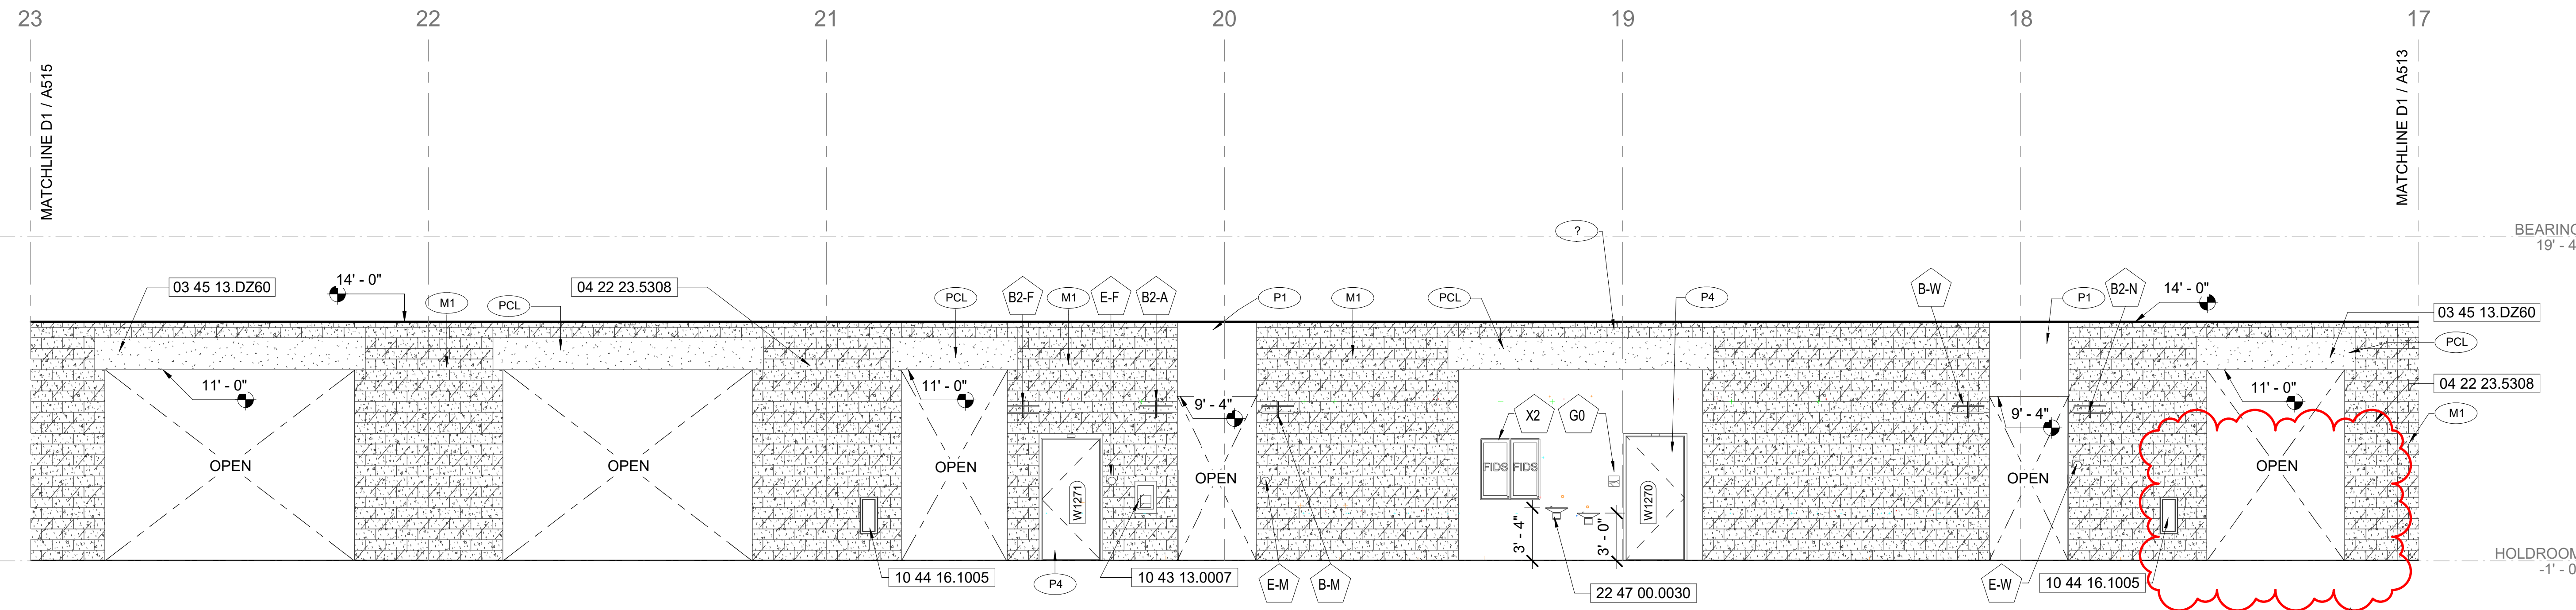 23
22
21
20
19
18
17
MATCHLINE D1 / A515
MATCHLINE D1 / A513
BEARING
19' - 4
?
03 45 13.DZ60
14' - 0"
M1
PCL
04 22 23.5308
PCL
B2-F
M1
E-F
B2-A
P1
M1
PCL
P4
B-W
P1
B2-N
14' - 0"
03 45 13.DZ60
PCL
04 22 23.5308
M1
11' - 0"
11' - 0"
9' - 4"
X2
G0
9' - 4"
11' - 0"
OPEN
OPEN
OPEN
OPEN
FIDS
FIDS
OPEN
OPEN
W1271
W1270
3' - 4"
3' - 0"
HOLDROOM
-1' - 0
10 44 16.1005
P4
10 43 13.0007
E-M
B-M
22 47 00.0030
E-W
10 44 16.1005